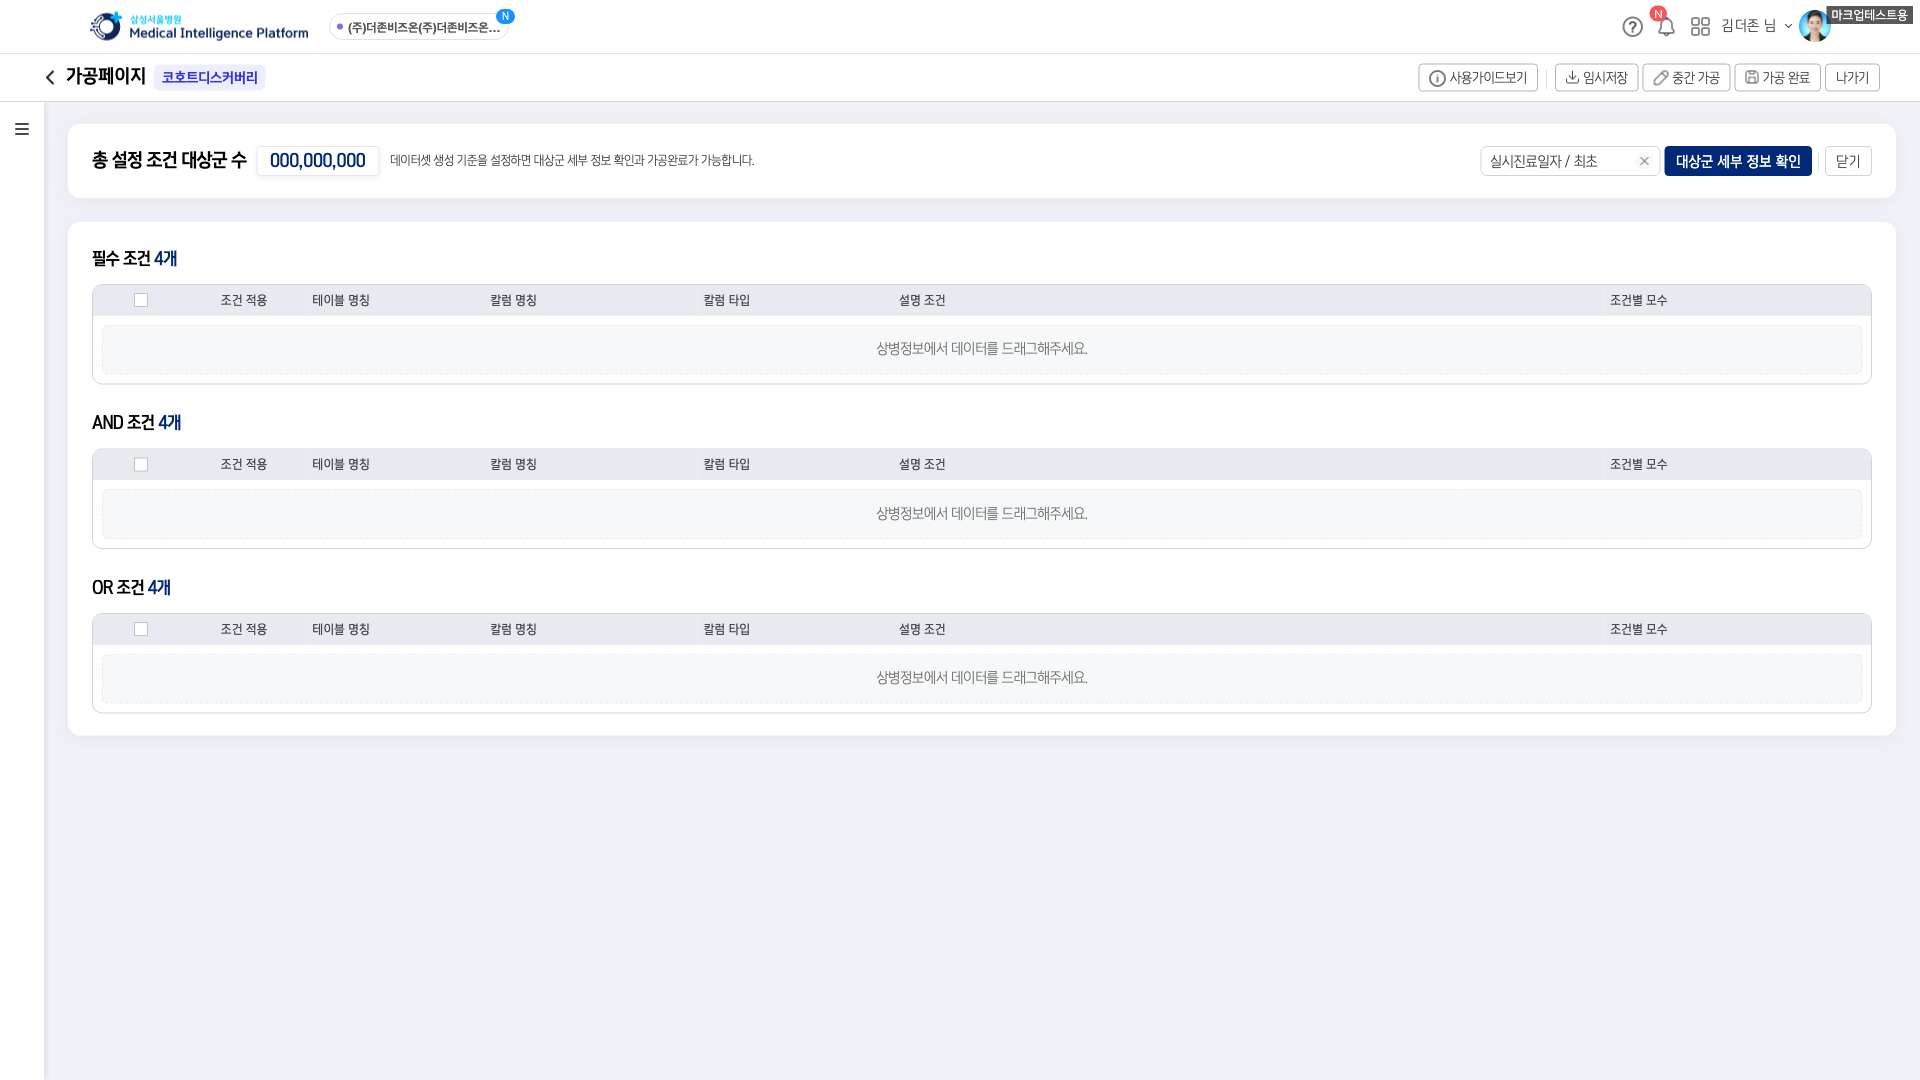 삼성서울병원
Medical Intelligence Platform
(주)더존비즈온(주)더존비즈온...
N
N
김더존 님
마크업테스트용
가공페이지
코호트디스커버리
사용가이드보기
임시저장
중간 가공
가공 완료
나가기
총 설정 조건 대상군 수
000,000,000
데이터셋 생성 기준을 설정하면 대상군 세부 정보 확인과 가공완료가 가능합니다.
실시진료일자 / 최초
대상군 세부 정보 확인
닫기
필수 조건 4개
조건 적용 테이블 명칭 칼럼 명칭 칼럼 타입 설명 조건 조건별 모수
상병정보에서 데이터를 드래그해주세요.
AND 조건 4개
조건 적용 테이블 명칭 칼럼 명칭 칼럼 타입 설명 조건 조건별 모수
상병정보에서 데이터를 드래그해주세요.
OR 조건 4개
조건 적용 테이블 명칭 칼럼 명칭 칼럼 타입 설명 조건 조건별 모수
상병정보에서 데이터를 드래그해주세요.